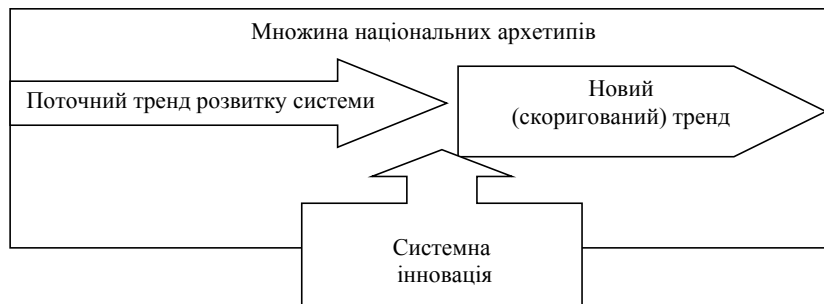 Множина національних архетипів
Поточний тренд розвитку системи
Новий
(скоригований) тренд
Системна
інновація